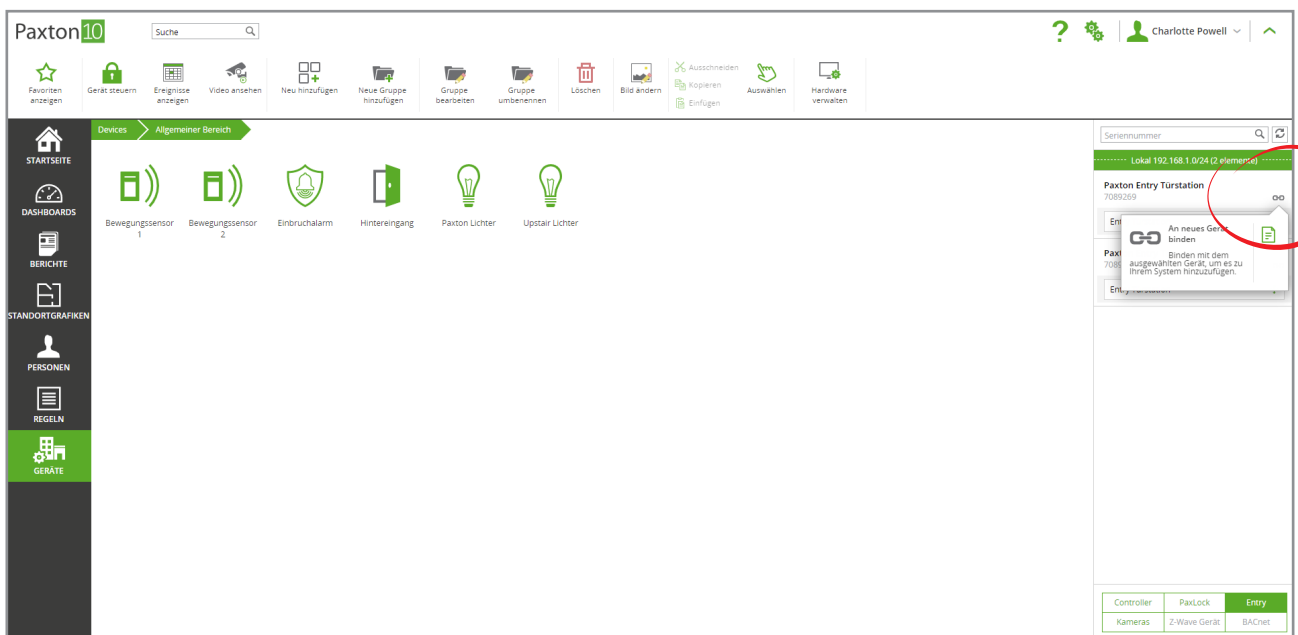 Paxton 10
Suche
Charlotte Powell
Favoriten anzeigen
Gerät steuern
Ereignisse anzeigen
Video ansehen
Neu hinzufügen
Neue Gruppe hinzufügen
Gruppe bearbeiten
Gruppe umbenennen
Löschen
Bild ändern
Ausschneiden
Kopieren
Einfügen
Auswählen
Hardware verwalten
STARTSEITE
DASHBOARDS
BERICHTE
STANDORTGRAFIKEN
PERSONEN
REGELN
GERÄTE
Devices
Allgemeiner Bereich
Bewegungssensor 1
Bewegungssensor 2
Einbruchalarm
Hintereingang
Paxton Lichter
Upstair Lichter
Seriennummer
Lokal 192.168.1.0/24 (2 elemente)
Paxton Entry Türstation
7089269
An neues Gerät
binden
Binden mit dem
ausgewählten Gerät, um es zu
Ihrem System hinzuzufügen.
Controller
PaxLock
Entry
Kameras
Z-Wave Gerät
BACnet